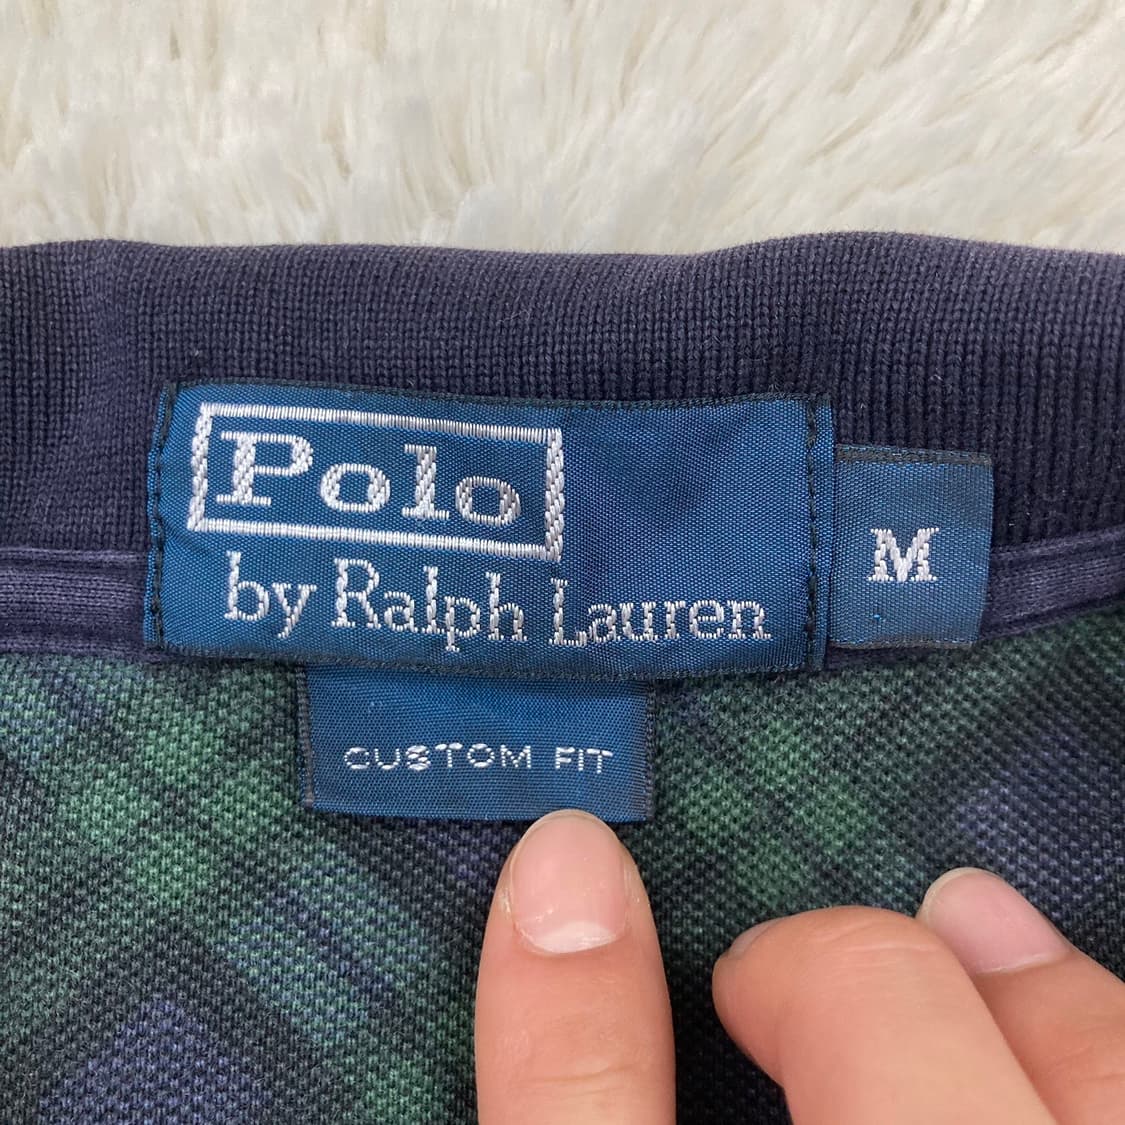 Polo
by Ralph Lauren
M
CUSTOM FIT